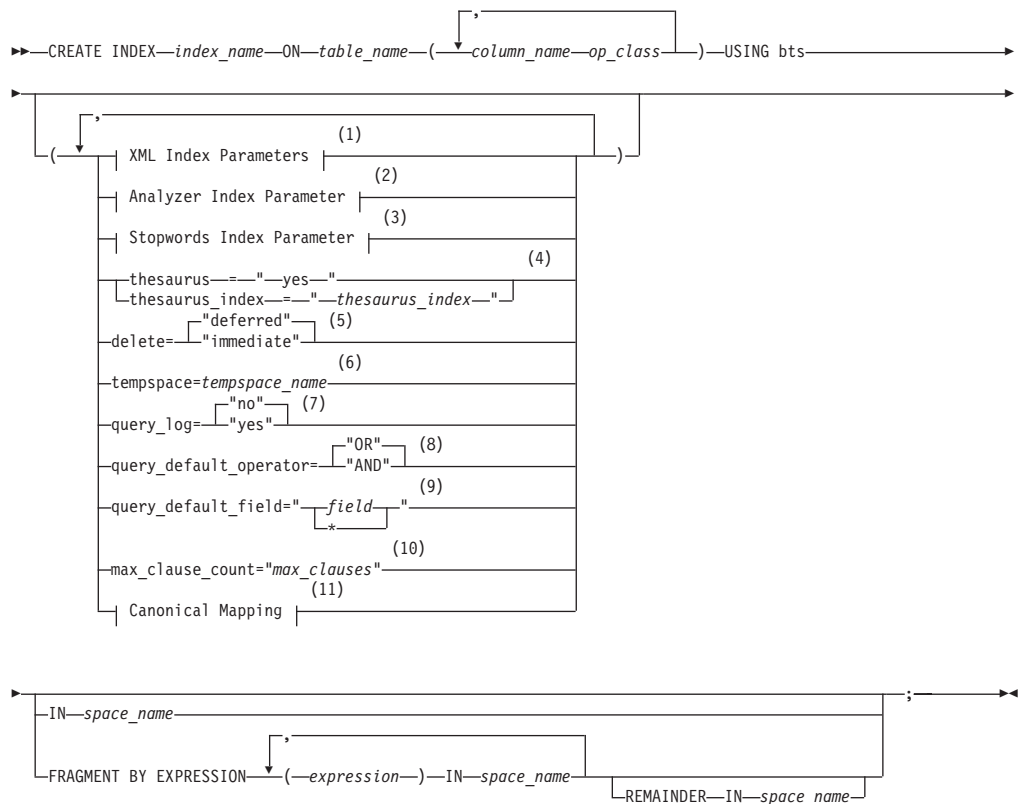 ,
CREATE INDEX index_name ON table_name ( column_name op_class ) USING bts
,
(1)
( XML Index Parameters )
(2)
Analyzer Index Parameter
(3)
Stopwords Index Parameter
(4)
thesaurus = " yes "
thesaurus_index = " thesaurus_index "
"deferred" (5)
delete= "immediate"
(6)
tempspace=tempspace_name
"no" (7)
query_log= "yes"
"OR" (8)
query_default_operator= "AND"
(9)
query_default_field=" field "
*
(10)
max_clause_count="max_clauses"
(11)
Canonical Mapping
;
IN space_name
,
FRAGMENT BY EXPRESSION ( expression ) IN space_name
REMAINDER IN space_name